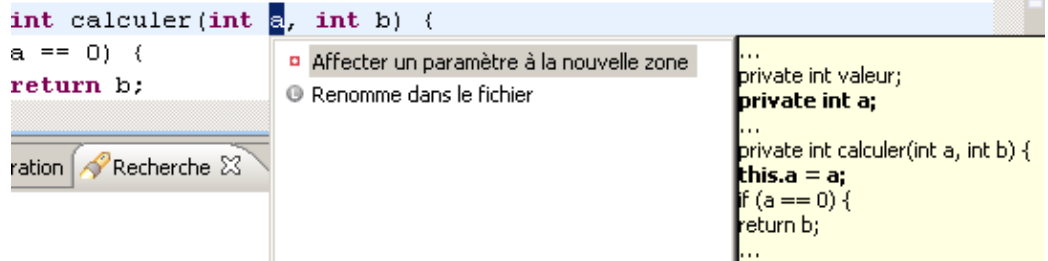 int calculer(int a, int b) {
a == 0) {
return b;
Affecter un paramètre à la nouvelle zone
Renomme dans le fichier
ration
Recherche
...
private int valeur;
private int a;
...
private int calculer(int a, int b) {
this.a = a;
if (a == 0) {
return b;
...